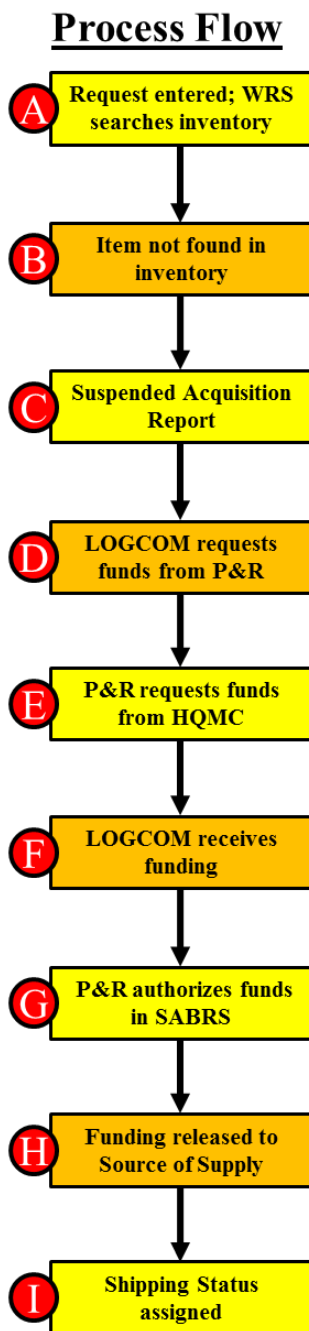 Process Flow
A
Request entered; WRS
searches inventory
B
Item not found in
inventory
C
Suspended Acquisition
Report
D
LOGCOM requests
funds from P&R
E
P&R requests funds
from HQMC
F
LOGCOM receives
funding
G
P&R authorizes funds
in SABRS
H
Funding released to
Source of Supply
I
Shipping Status
assigned